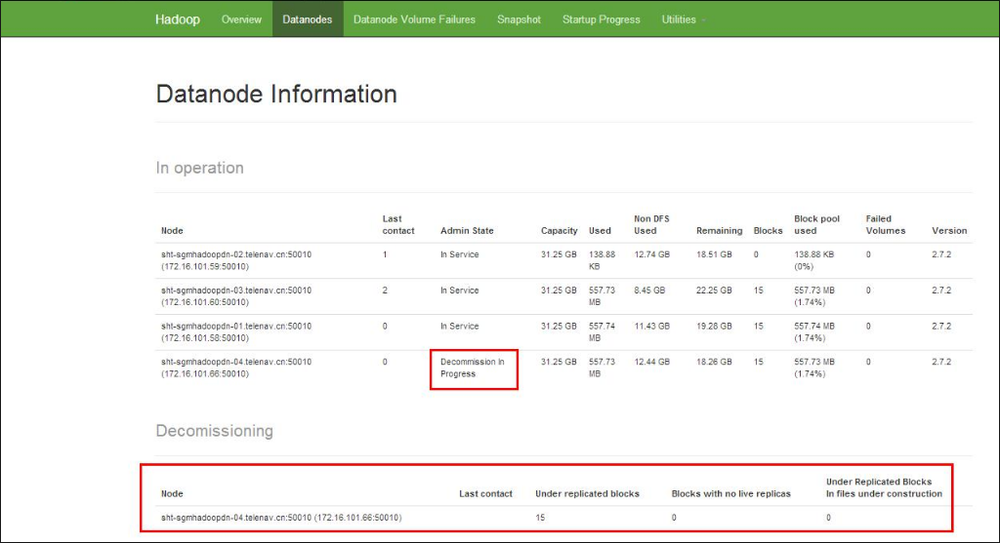 Hadoop Overview Datanodes Datanode Volume Failures Snapshot Startup Progress Utilities
Datanode Information
In operation
Node Last contact Admin State Capacity Used Non DFS Used Remaining Blocks Block pool used Failed Volumes Version
sht-sgmhadoopdn-02.telenav.cn:50010 (172.16.101.59:50010) 1 In Service 31.25 GB 138.88 KB 12.74 GB 18.51 GB 0 138.88 KB (0%) 0 2.7.2
sht-sgmhadoopdn-03.telenav.cn:50010 (172.16.101.60:50010) 2 In Service 31.25 GB 557.73 MB 8.45 GB 22.25 GB 15 557.73 MB (1.74%) 0 2.7.2
sht-sgmhadoopdn-01.telenav.cn:50010 (172.16.101.58:50010) 0 In Service 31.25 GB 557.74 MB 11.43 GB 19.28 GB 15 557.74 MB (1.74%) 0 2.7.2
sht-sgmhadoopdn-04.telenav.cn:50010 (172.16.101.66:50010) 0 Decommission In Progress 31.25 GB 557.73 MB 12.44 GB 18.26 GB 15 557.73 MB (1.74%) 0 2.7.2
Decomissioning
Node Last contact Under replicated blocks Blocks with no live replicas Under Replicated Blocks In files under construction
sht-sgmhadoopdn-04.telenav.cn:50010 (172.16.101.66:50010) 15 0 0